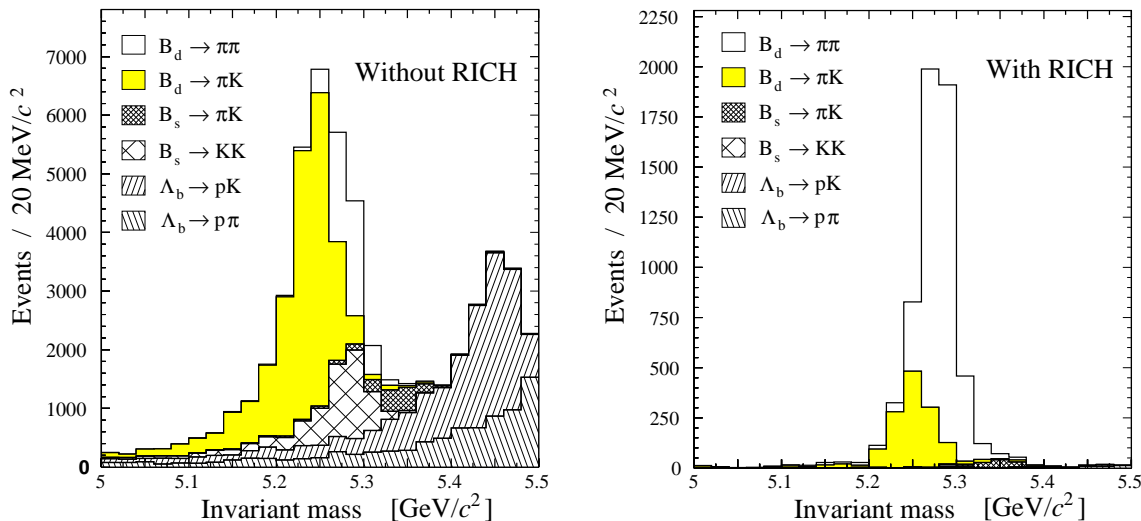 Without RICH
B_d → ππ
B_d → πK
B_s → πK
B_s → KK
Λ_b → pK
Λ_b → pπ
Events / 20 MeV/c²
7000
6000
5000
4000
3000
2000
1000
0
0
5
5.1
5.2
5.3
5.4
5.5
Invariant mass [GeV/c²]
With RICH
B_d → ππ
B_d → πK
B_s → πK
B_s → KK
Λ_b → pK
Λ_b → pπ
Events / 20 MeV/c²
2250
2000
1750
1500
1250
1000
750
500
250
0
5
5.1
5.2
5.3
5.4
5.5
Invariant mass [GeV/c²]